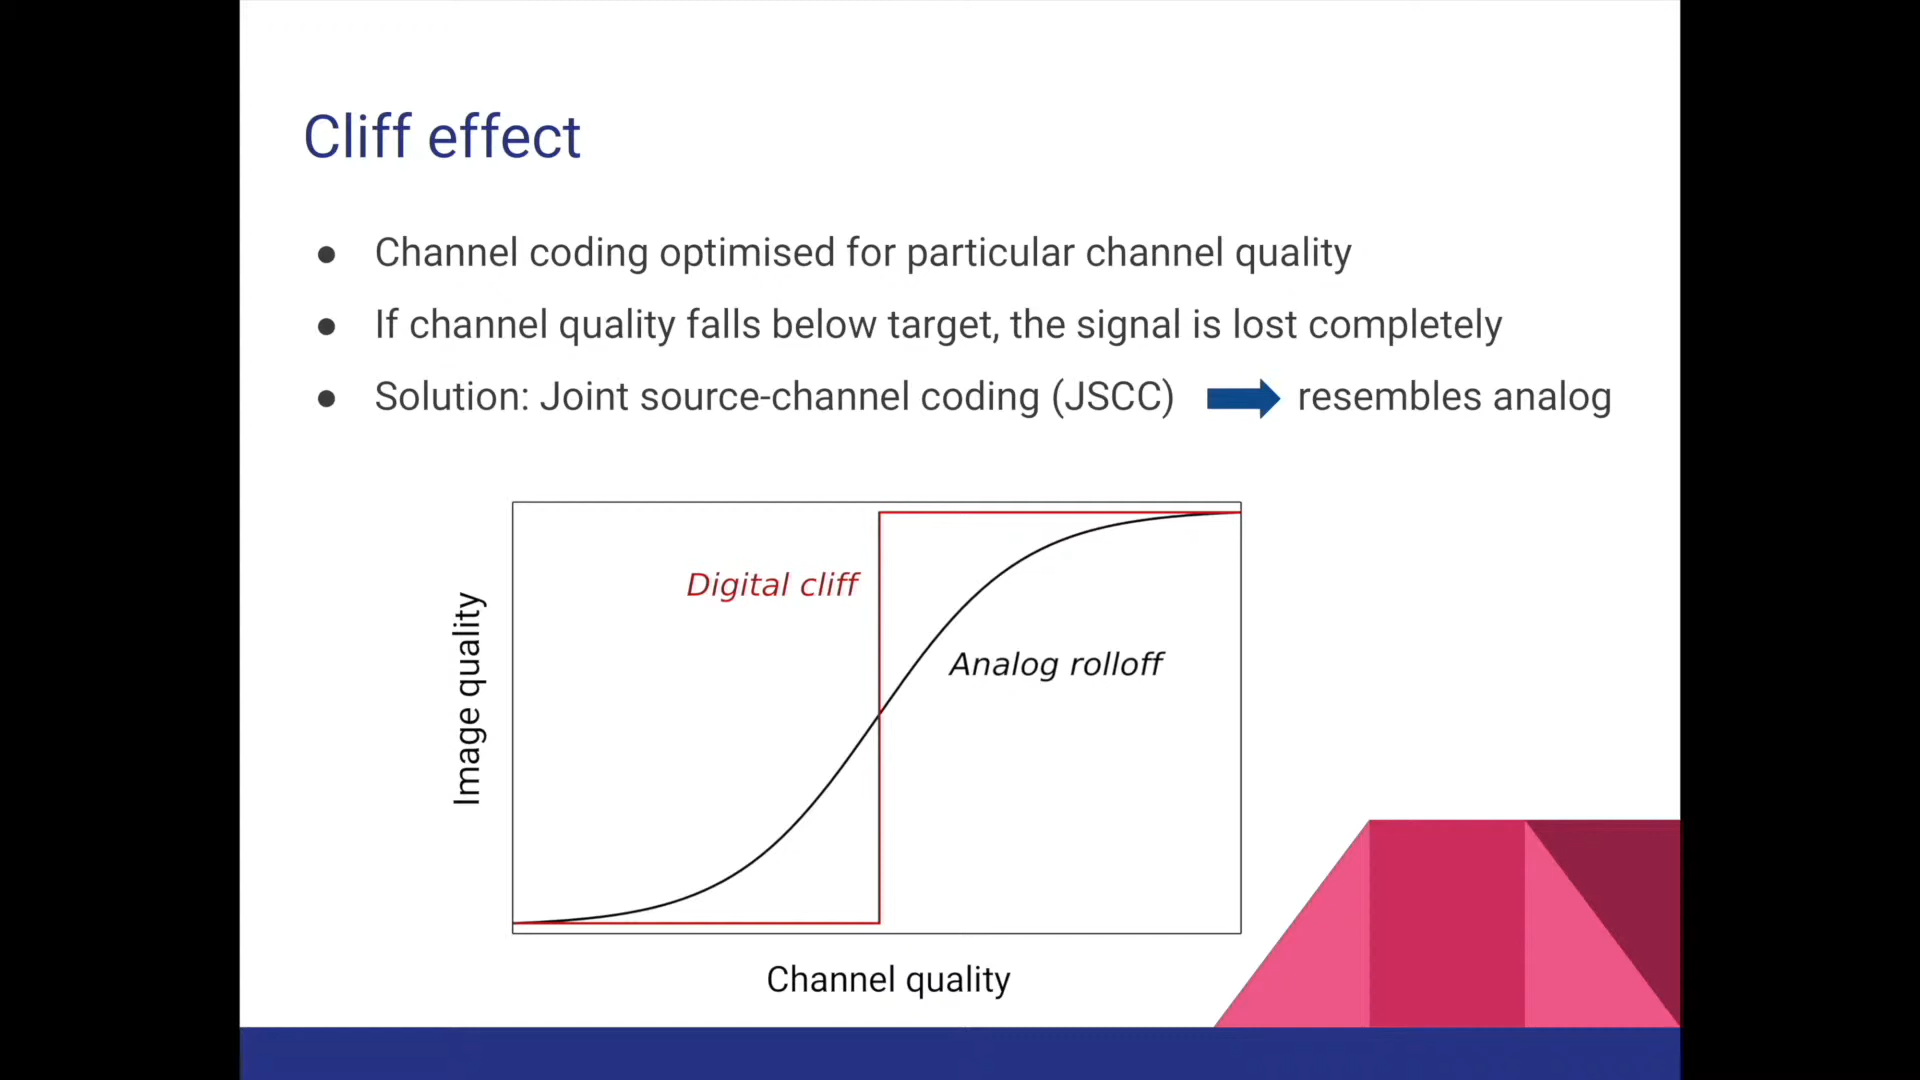 Cliff effect
● Channel coding optimised for particular channel quality
● If channel quality falls below target, the signal is lost completely
● Solution: Joint source-channel coding (JSCC) resembles analog
Digital cliff
Analog rolloff
Image quality
Channel quality